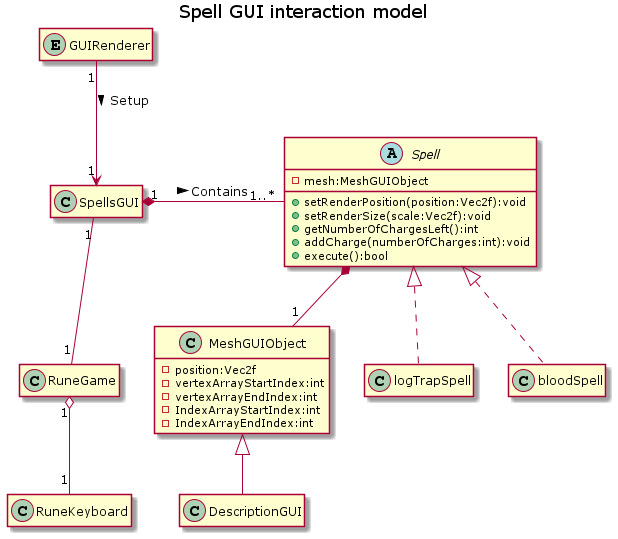 Spell GUI interaction model
E GUIRenderer
1
Setup
1
A Spell
mesh:MeshGUIObject
setRenderPosition(position:Vec2f):void
setRenderSize(scale:Vec2f):void
getNumberOfChargesLeft():int
addCharge(numberOfCharges:int):void
execute():bool
C SpellsGUI
1
Contains
1..*
1
1
1
C MeshGUIObject
position:Vec2f
vertexArrayStartIndex:int
vertexArrayEndIndex:int
IndexArrayStartIndex:int
IndexArrayEndIndex:int
C RuneGame
C logTrapSpell
C bloodSpell
1
1
C RuneKeyboard
C DescriptionGUI